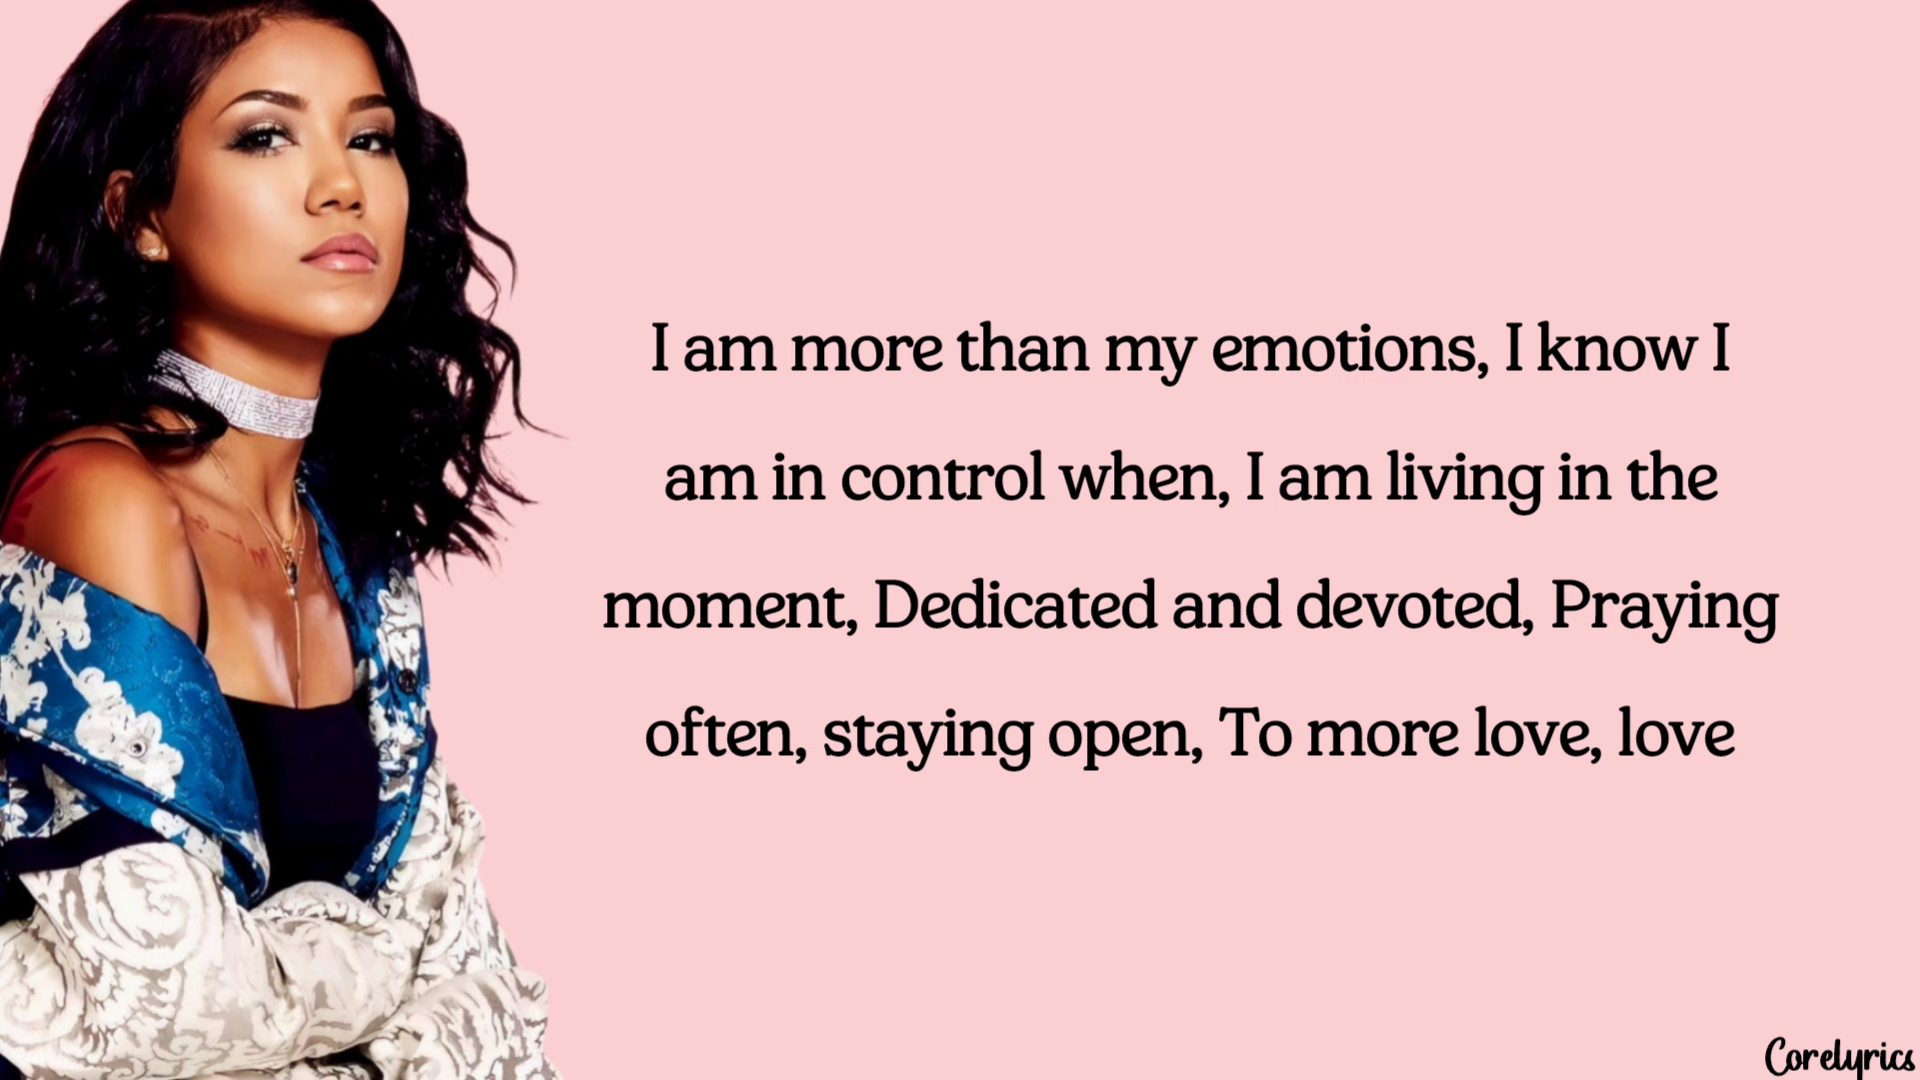 I am more than my emotions, I know I
am in control when, I am living in the
moment, Dedicated and devoted, Praying
often, staying open, To more love, love
Corelyrics